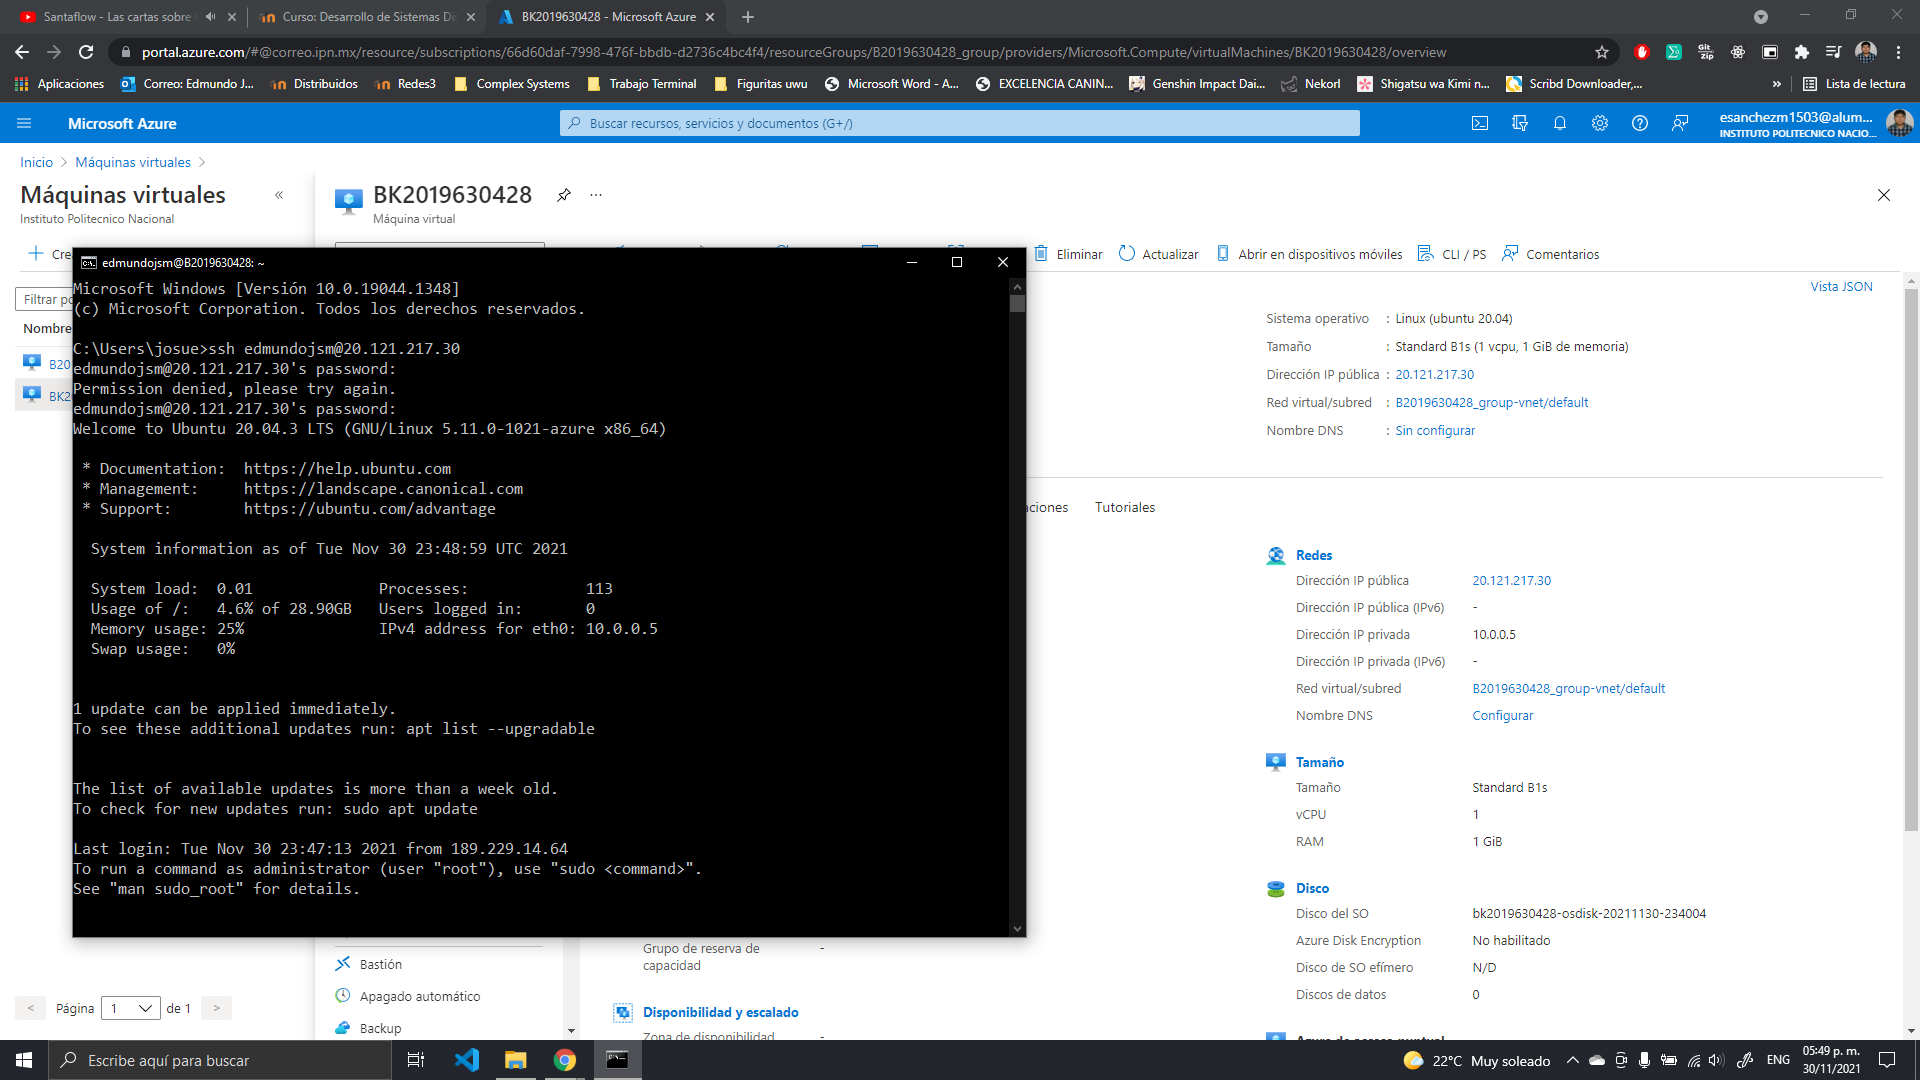 Santaflow - Las cartas sobre
Curso: Desarrollo de Sistemas Dis
BK2019630428 - Microsoft Azure
portal.azure.com/#@correo.ipn.mx/resource/subscriptions/66d60daf-7998-476f-bbdb-d2736c4bc4f4/resourceGroups/B2019630428_group/providers/Microsoft.Compute/virtualMachines/BK2019630428/overview
Aplicaciones
Correo: Edmundo J...
Distribuidos
Redes3
Complex Systems
Trabajo Terminal
Figuritas uwu
Microsoft Word - A...
EXCELENCIA CANIN...
Genshin Impact Dai...
Nekorl
Shigatsu wa Kimi n...
Scribd Downloader,...
»
Lista de lectura
Microsoft Azure
Buscar recursos, servicios y documentos (G+/)
esanchezm1503@alum...
INSTITUTO POLITECNICO NACIO...
Inicio > Máquinas virtuales >
Máquinas virtuales
«
Instituto Politecnico Nacional
BK2019630428
...
Máquina virtual
Cre
Eliminar
Actualizar
Abrir en dispositivos móviles
CLI / PS
Comentarios
Filtrar po
Nombre
B20
BK2
edmundojsm@B2019630428: ~
Microsoft Windows [Versión 10.0.19044.1348]
(c) Microsoft Corporation. Todos los derechos reservados.
C:\Users\josue>ssh edmundojsm@20.121.217.30
edmundojsm@20.121.217.30's password:
Permission denied, please try again.
edmundojsm@20.121.217.30's password:
Welcome to Ubuntu 20.04.3 LTS (GNU/Linux 5.11.0-1021-azure x86_64)
* Documentation: https://help.ubuntu.com
* Management: https://landscape.canonical.com
* Support: https://ubuntu.com/advantage
System information as of Tue Nov 30 23:48:59 UTC 2021
System load: 0.01 Processes: 113
Usage of /: 4.6% of 28.90GB Users logged in: 0
Memory usage: 25% IPv4 address for eth0: 10.0.0.5
Swap usage: 0%
1 update can be applied immediately.
To see these additional updates run: apt list --upgradable
The list of available updates is more than a week old.
To check for new updates run: sudo apt update
Last login: Tue Nov 30 23:47:13 2021 from 189.229.14.64
To run a command as administrator (user "root"), use "sudo <command>".
See "man sudo_root" for details.
Vista JSON
Sistema operativo : Linux (ubuntu 20.04)
Tamaño : Standard B1s (1 vcpu, 1 GiB de memoria)
Dirección IP pública : 20.121.217.30
Red virtual/subred : B2019630428_group-vnet/default
Nombre DNS : Sin configurar
aciones
Tutoriales
Redes
Dirección IP pública 20.121.217.30
Dirección IP pública (IPv6) -
Dirección IP privada 10.0.0.5
Dirección IP privada (IPv6) -
Red virtual/subred B2019630428_group-vnet/default
Nombre DNS Configurar
Tamaño
Tamaño Standard B1s
vCPU 1
RAM 1 GiB
Disco
Disco del SO bk2019630428-osdisk-20211130-234004
Azure Disk Encryption No habilitado
Disco de SO efímero N/D
Discos de datos 0
Grupo de reserva de -
capacidad
Disponibilidad y escalado
Zona de disponibilidad -
Bastión
Apagado automático
Backup
< Página 1 de 1 >
Escribe aquí para buscar
22°C Muy soleado
ENG
05:49 p. m.
30/11/2021